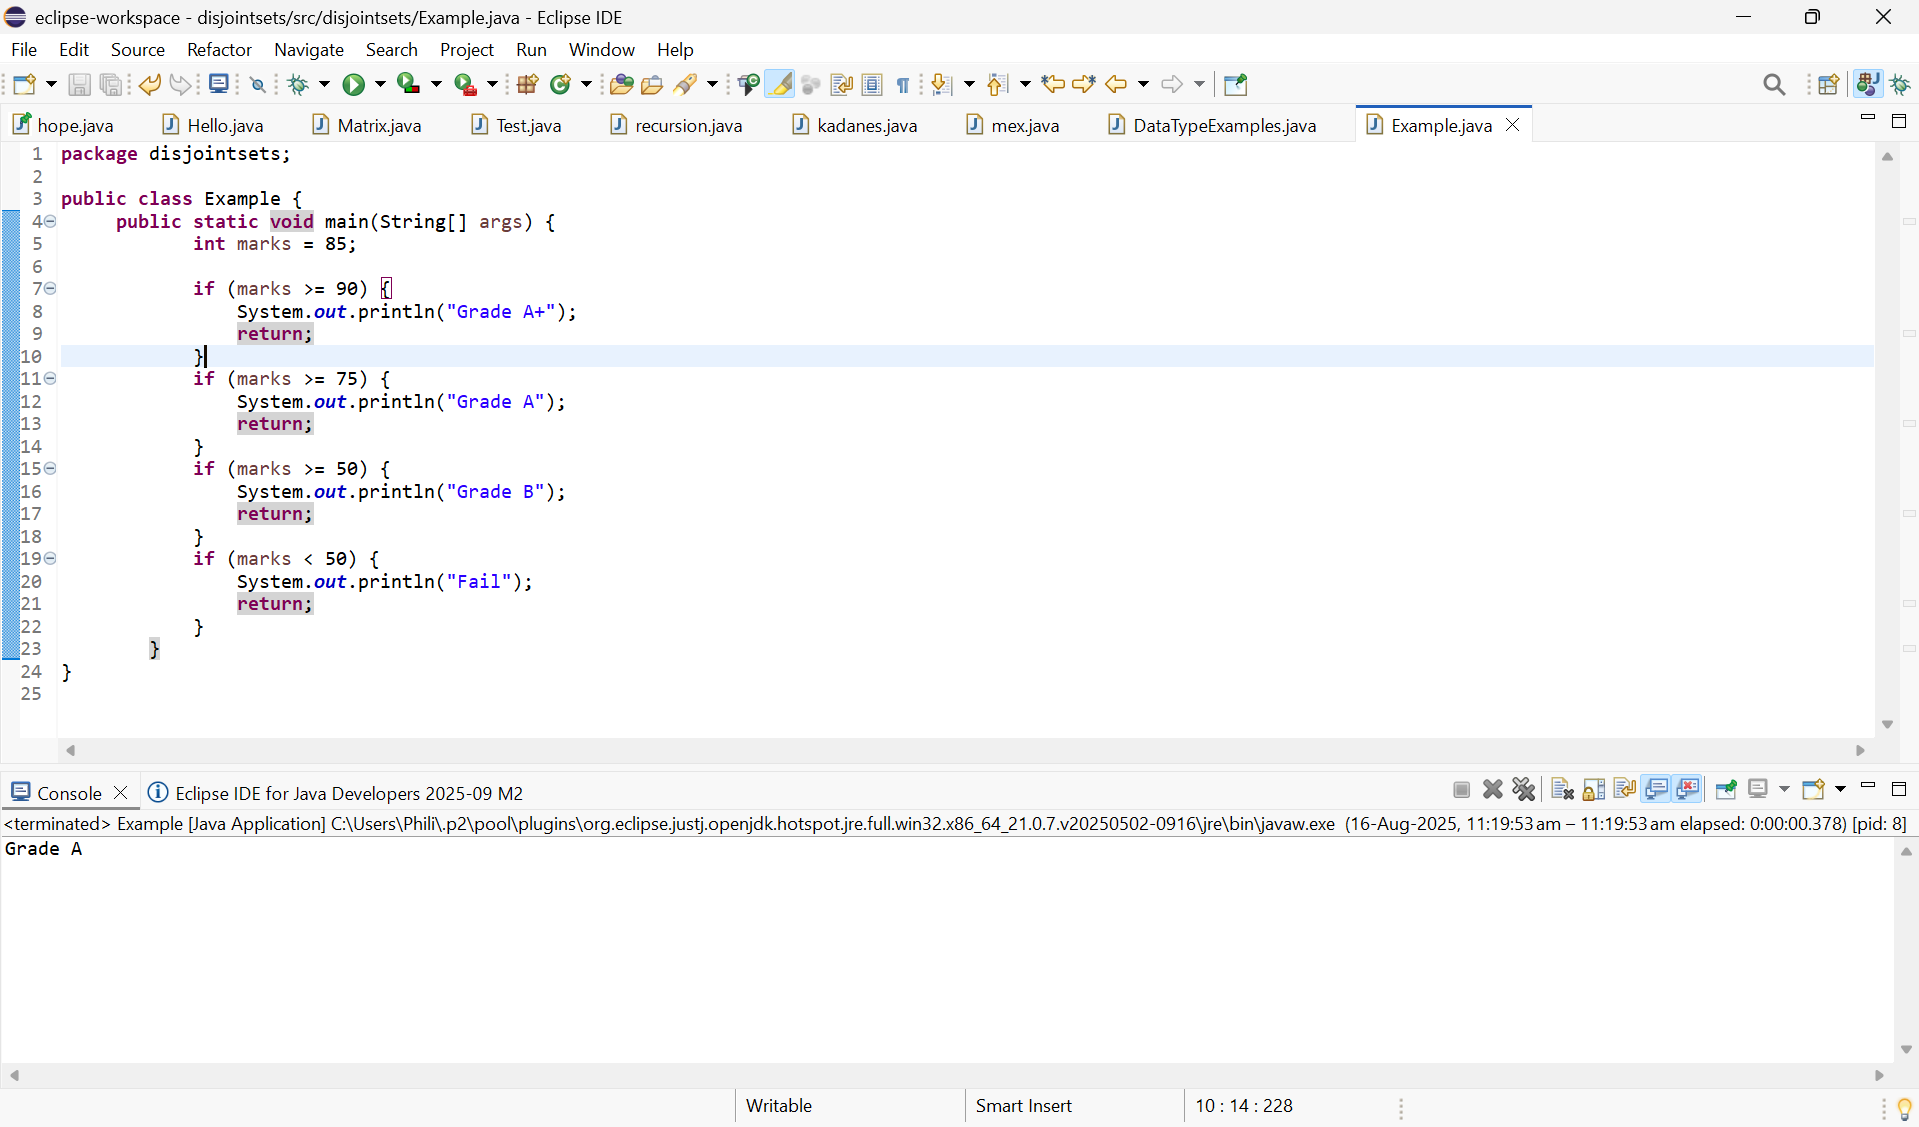 eclipse-workspace - disjointsets/src/disjointsets/Example.java - Eclipse IDE
File Edit Source Refactor Navigate Search Project Run Window Help
hope.java Hello.java Matrix.java Test.java recursion.java kadanes.java mex.java DataTypeExamples.java Example.java
1 package disjointsets;
2
3 public class Example {
4 public static void main(String[] args) {
5 int marks = 85;
6
7 if (marks >= 90) {
8 System.out.println("Grade A+");
9 return;
10 }
11 if (marks >= 75) {
12 System.out.println("Grade A");
13 return;
14 }
15 if (marks >= 50) {
16 System.out.println("Grade B");
17 return;
18 }
19 if (marks < 50) {
20 System.out.println("Fail");
21 return;
22 }
23 }
24 }
25
Console Eclipse IDE for Java Developers 2025-09 M2
<terminated> Example [Java Application] C:\Users\Phili\.p2\pool\plugins\org.eclipse.justj.openjdk.hotspot.jre.full.win32.x86_64_21.0.7.v20250502-0916\jre\bin\javaw.exe (16-Aug-2025, 11:19:53 am – 11:19:53 am elapsed: 0:00:00.378) [pid: 8]
Grade A
Writable Smart Insert 10 : 14 : 228